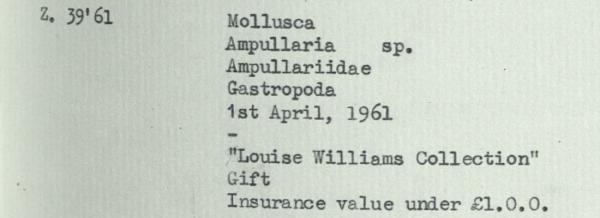 Z. 39'61
Mollusca
Ampullaria sp.
Ampullariidae
Gastropoda
1st April, 1961
-
"Louise Williams Collection"
Gift
Insurance value under £1.0.0.